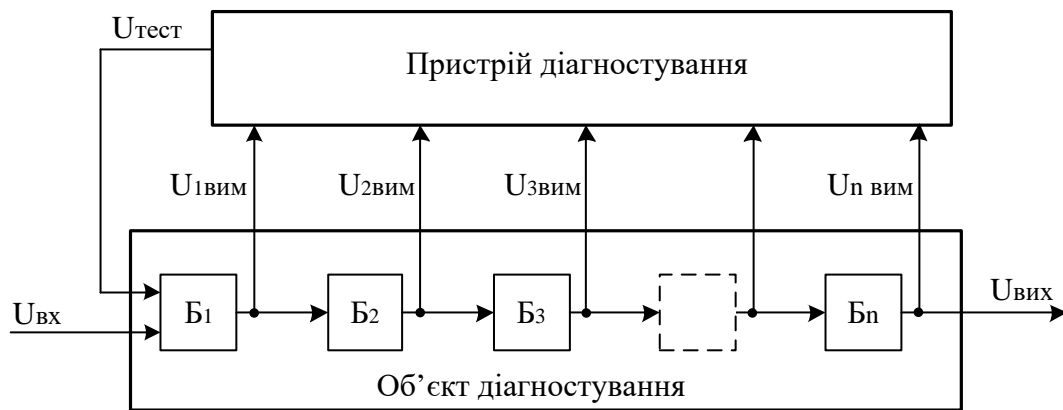 Uтест
Пристрій діагностування
U1вим U2вим U3вим Un вим
Uвх Б1 Б2 Б3 Бn Uвих
Об’єкт діагностування